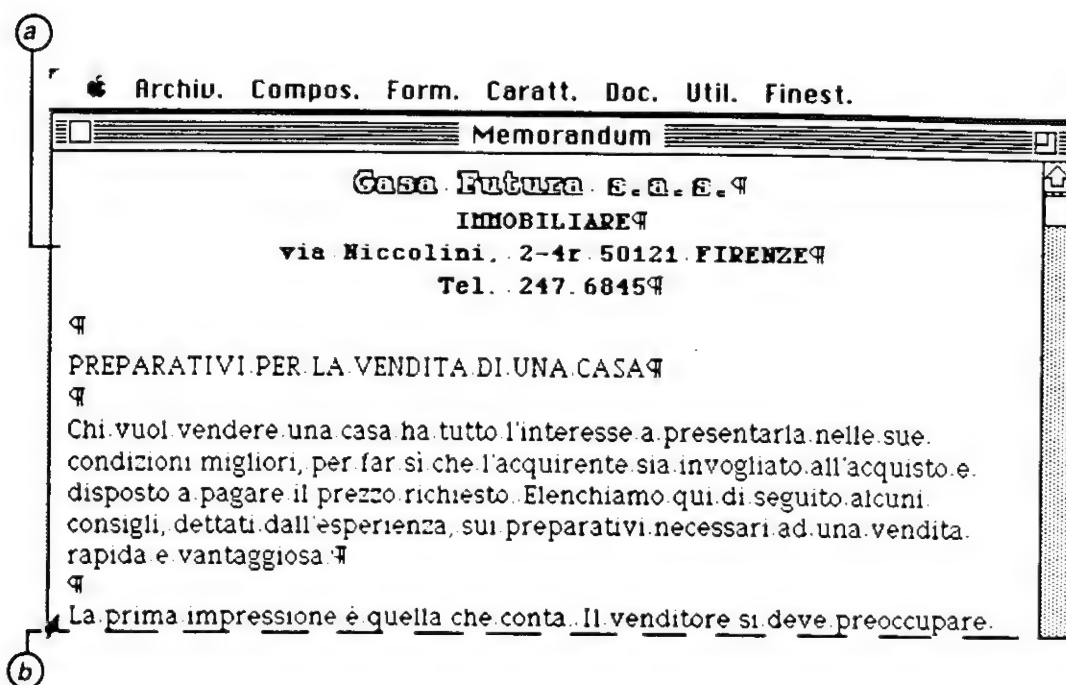 a
Archiv. Compos. Form. Caratt. Doc. Util. Finest.
Memorandum
Casa Futura s.a.s.¶
IMMOBILIARE¶
via Niccolini, 2-4r 50121 FIRENZE¶
Tel. 247.6845¶
¶
PREPARATIVI PER LA VENDITA DI UNA CASA¶
¶
Chi vuol vendere una casa ha tutto l'interesse a presentarla nelle sue
condizioni migliori, per far sì che l'acquirente sia invogliato all'acquisto e
disposto a pagare il prezzo richiesto. Elenchiamo qui di seguito alcuni
consigli, dettati dall'esperienza, sui preparativi necessari ad una vendita
rapida e vantaggiosa.¶
¶
La prima impressione è quella che conta. Il venditore si deve preoccupare
b